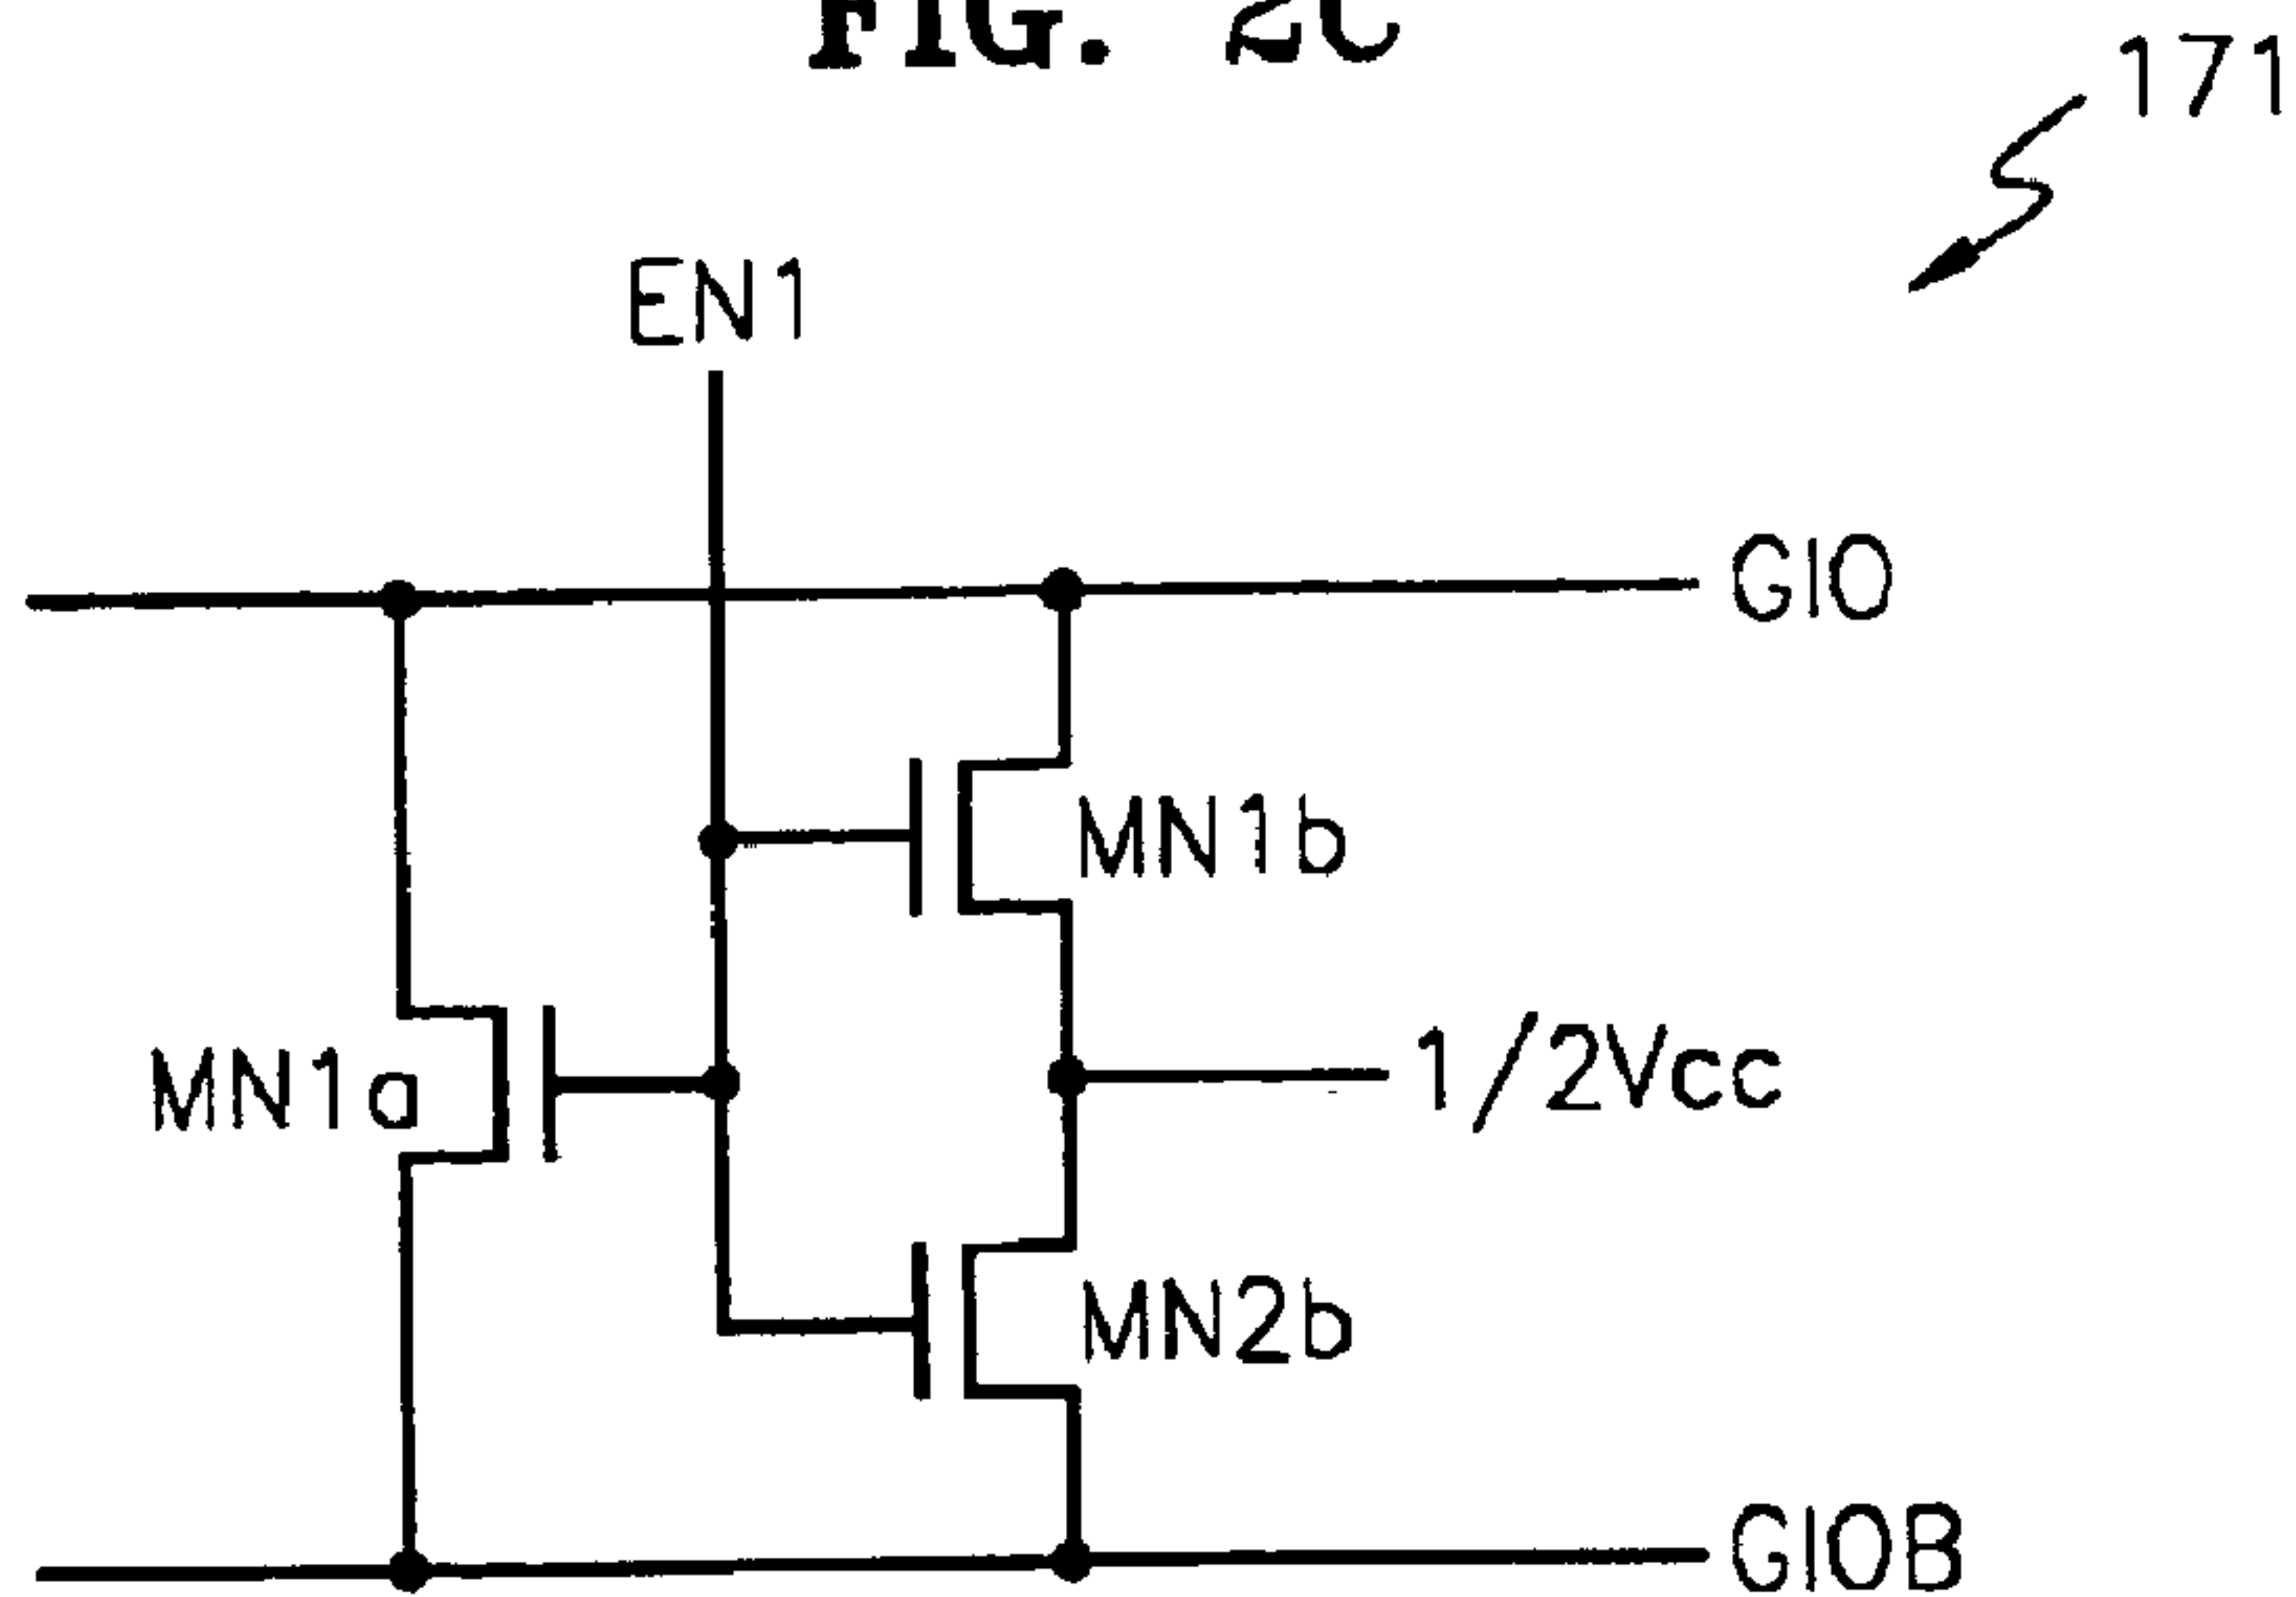 FIG. 2C
171
EN1
GIO
MN1b
MN1a
1/2Vcc
MN2b
GIOB